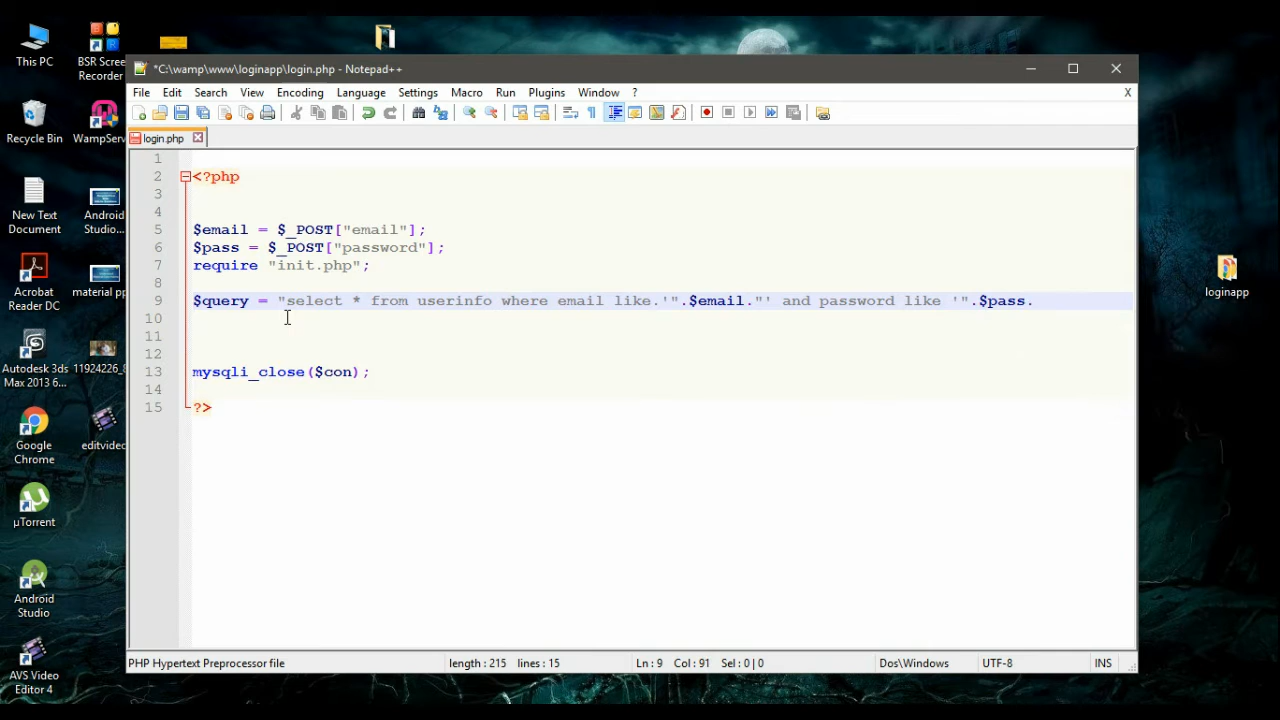 This PC
BSR Screen
Recorder
*C:\wamp\www\loginapp\login.php - Notepad++
File Edit Search View Encoding Language Settings Macro Run Plugins Window ? X
login.php
Recycle Bin
WampServ
1
2 <?php
3
4
5 $email = $_POST["email"];
6 $pass = $_POST["password"];
7 require "init.php";
8
9 $query = "select * from userinfo where email like.'".$email."' and password like '".$pass.
10
11
12
13 mysqli_close($con);
14
15 ?>
New Text
Document
Android
Studio...
Acrobat
Reader DC
material pp
loginapp
Autodesk 3ds
Max 2013 6...
11924226_8
Google
Chrome
editvideo
µTorrent
Android
Studio
AVS Video
Editor 4
PHP Hypertext Preprocessor file length : 215 lines : 15 Ln : 9 Col : 91 Sel : 0 | 0 Dos\Windows UTF-8 INS